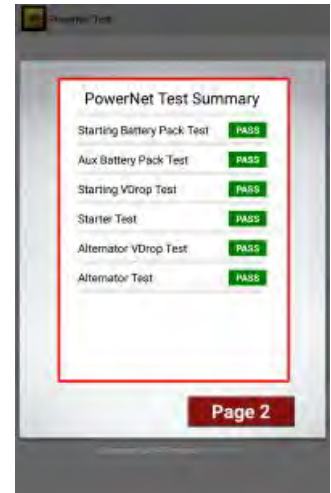 PowerNet Test
PowerNet Test Summary
Starting Battery Pack Test PASS
Aux Battery Pack Test PASS
Starting VDrop Test PASS
Starter Test PASS
Alternator VDrop Test PASS
Alternator Test PASS
Page 2